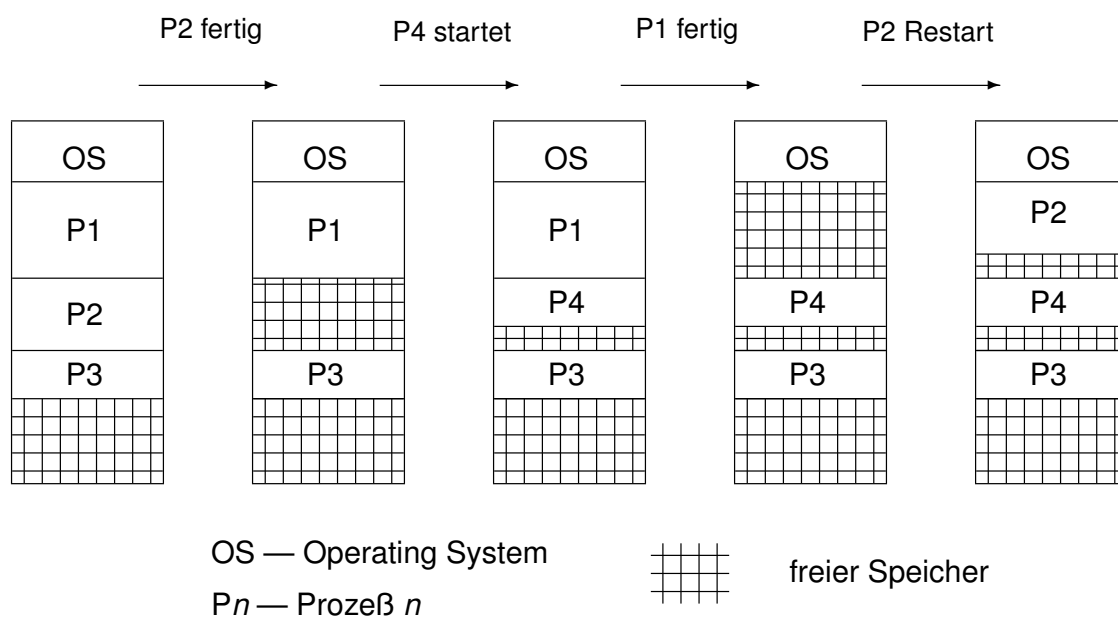 P2 fertig P4 startet P1 fertig P2 Restart
OS OS OS OS OS
P1 P1 P1 P2
P2 P4 P4 P4
P3 P3 P3 P3 P3
OS — Operating System
freier Speicher
Pn — Prozeß n